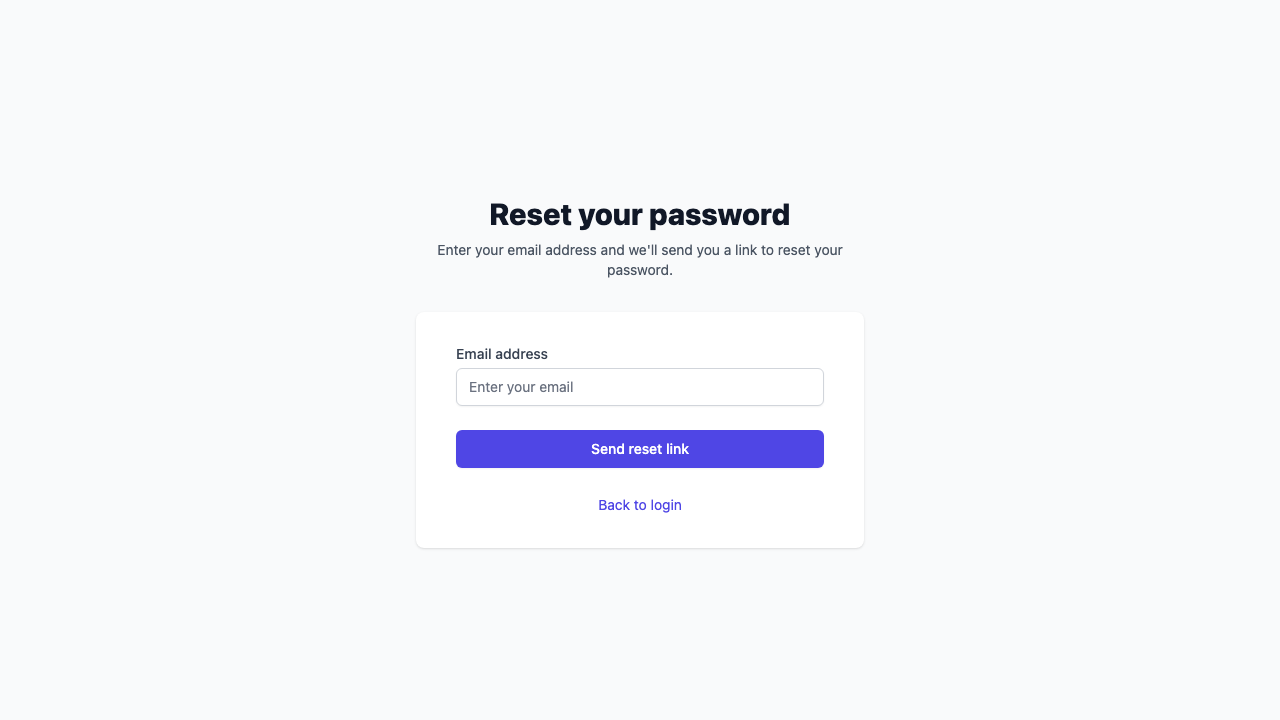 Reset your password
Enter your email address and we'll send you a link to reset your
password.
Email address
Enter your email
Send reset link
Back to login